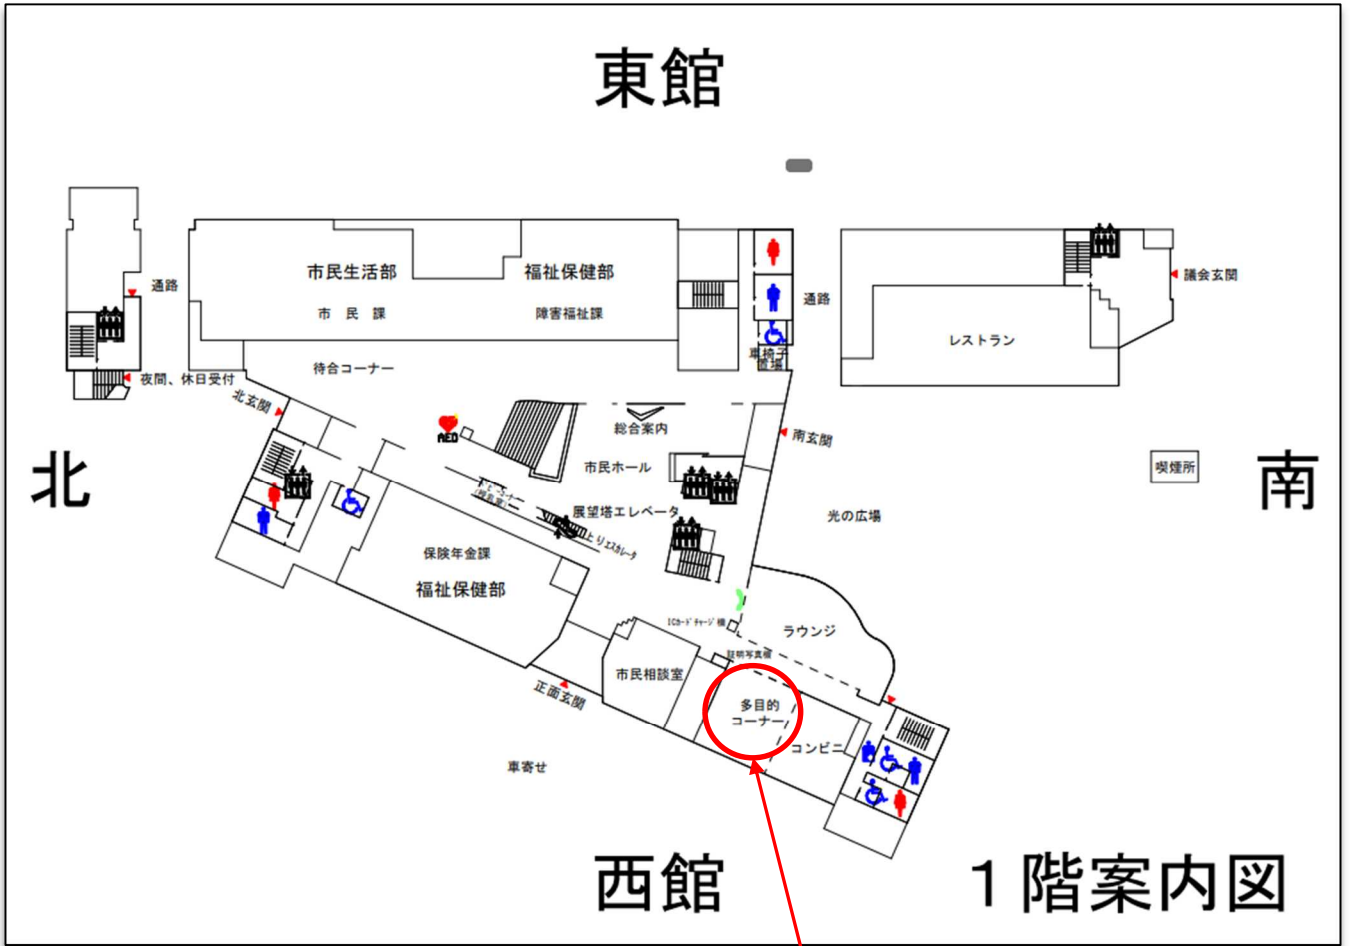 東館
通路
市民生活部
福祉保健部
市 民 課
障害福祉課
通路
議会玄関
レストラン
車椅子
置場
待合コーナー
夜間、休日受付
北玄関
AED
総合案内
南玄関
市民ホール
北
喫煙所
南
展望塔エレベータ
光の広場
上りエスカレータ
保険年金課
福祉保健部
ICカードチャージ機
ラウンジ
証明写真機
市民相談室
正面玄関
多目的
コーナー
コンビニ
車寄せ
西館
1階案内図